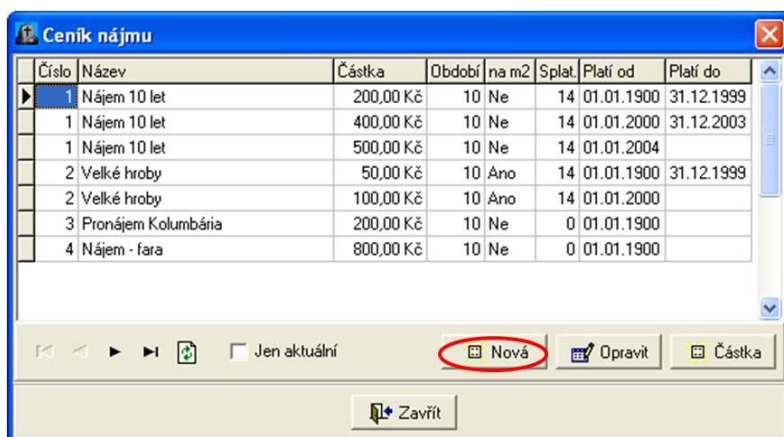 Ceník nájmu
Číslo Název Částka Období na m2 Splat. Platí od Platí do
1 Nájem 10 let 200,00 Kč 10 Ne 14 01.01.1900 31.12.1999
1 Nájem 10 let 400,00 Kč 10 Ne 14 01.01.2000 31.12.2003
1 Nájem 10 let 500,00 Kč 10 Ne 14 01.01.2004
2 Velké hroby 50,00 Kč 10 Ano 14 01.01.1900 31.12.1999
2 Velké hroby 100,00 Kč 10 Ano 14 01.01.2000
3 Pronájem Kolumbária 200,00 Kč 10 Ne 0 01.01.1900
4 Nájem - fara 800,00 Kč 10 Ne 0 01.01.1900
Jen aktuální Nová Opravit Částka
Zavřít